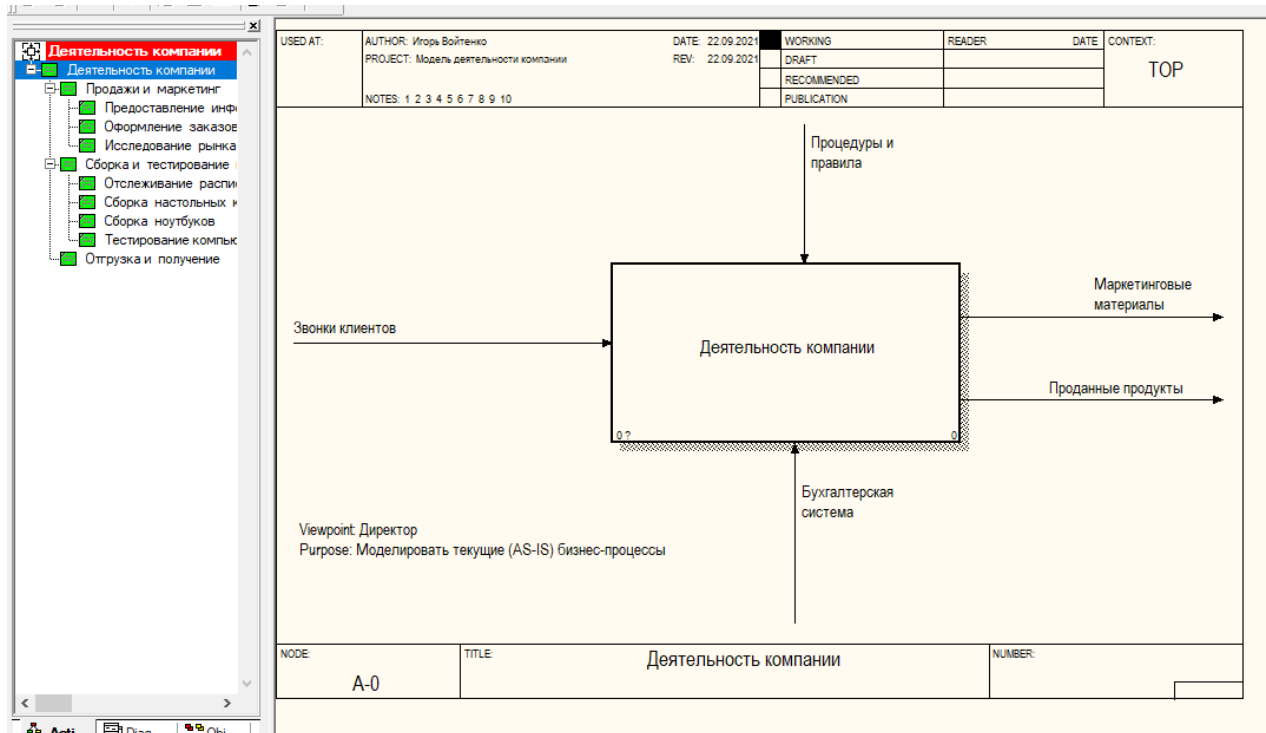 Деятельность компании
Деятельность компании
Продажи и маркетинг
Предоставление инф
Оформление заказов
Исследование рынка
Сборка и тестирование
Отслеживание распи
Сборка настольных к
Сборка ноутбуков
Тестирование компью
Отгрузка и получение
Acti
Diag
Obj
USED AT:
AUTHOR: Игорь Войтенко
DATE: 22.09.2021
WORKING
READER
DATE
CONTEXT:
PROJECT: Модель деятельности компании
REV: 22.09.2021
DRAFT
TOP
RECOMMENDED
NOTES: 1 2 3 4 5 6 7 8 9 10
PUBLICATION
Процедуры и
правила
Маркетинговые
материалы
Звонки клиентов
Деятельность компании
Проданные продукты
0 ?
0
Бухгалтерская
система
Viewpoint: Директор
Purpose: Моделировать текущие (AS-IS) бизнес-процессы
NODE:
TITLE:
Деятельность компании
NUMBER:
A-0